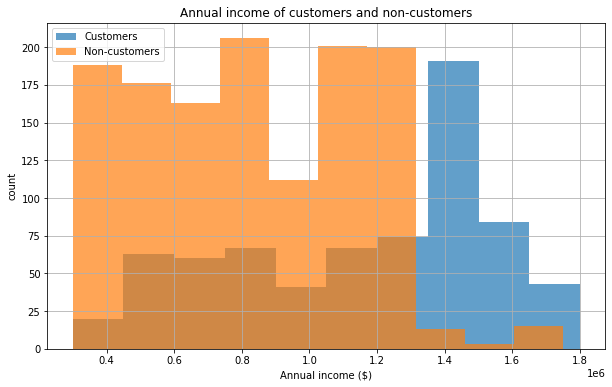 Annual income of customers and non-customers
Customers
Non-customers
200
175
150
125
100
75
50
25
0
count
0.4 0.6 0.8 1.0 1.2 1.4 1.6 1.8
1e6
Annual income ($)